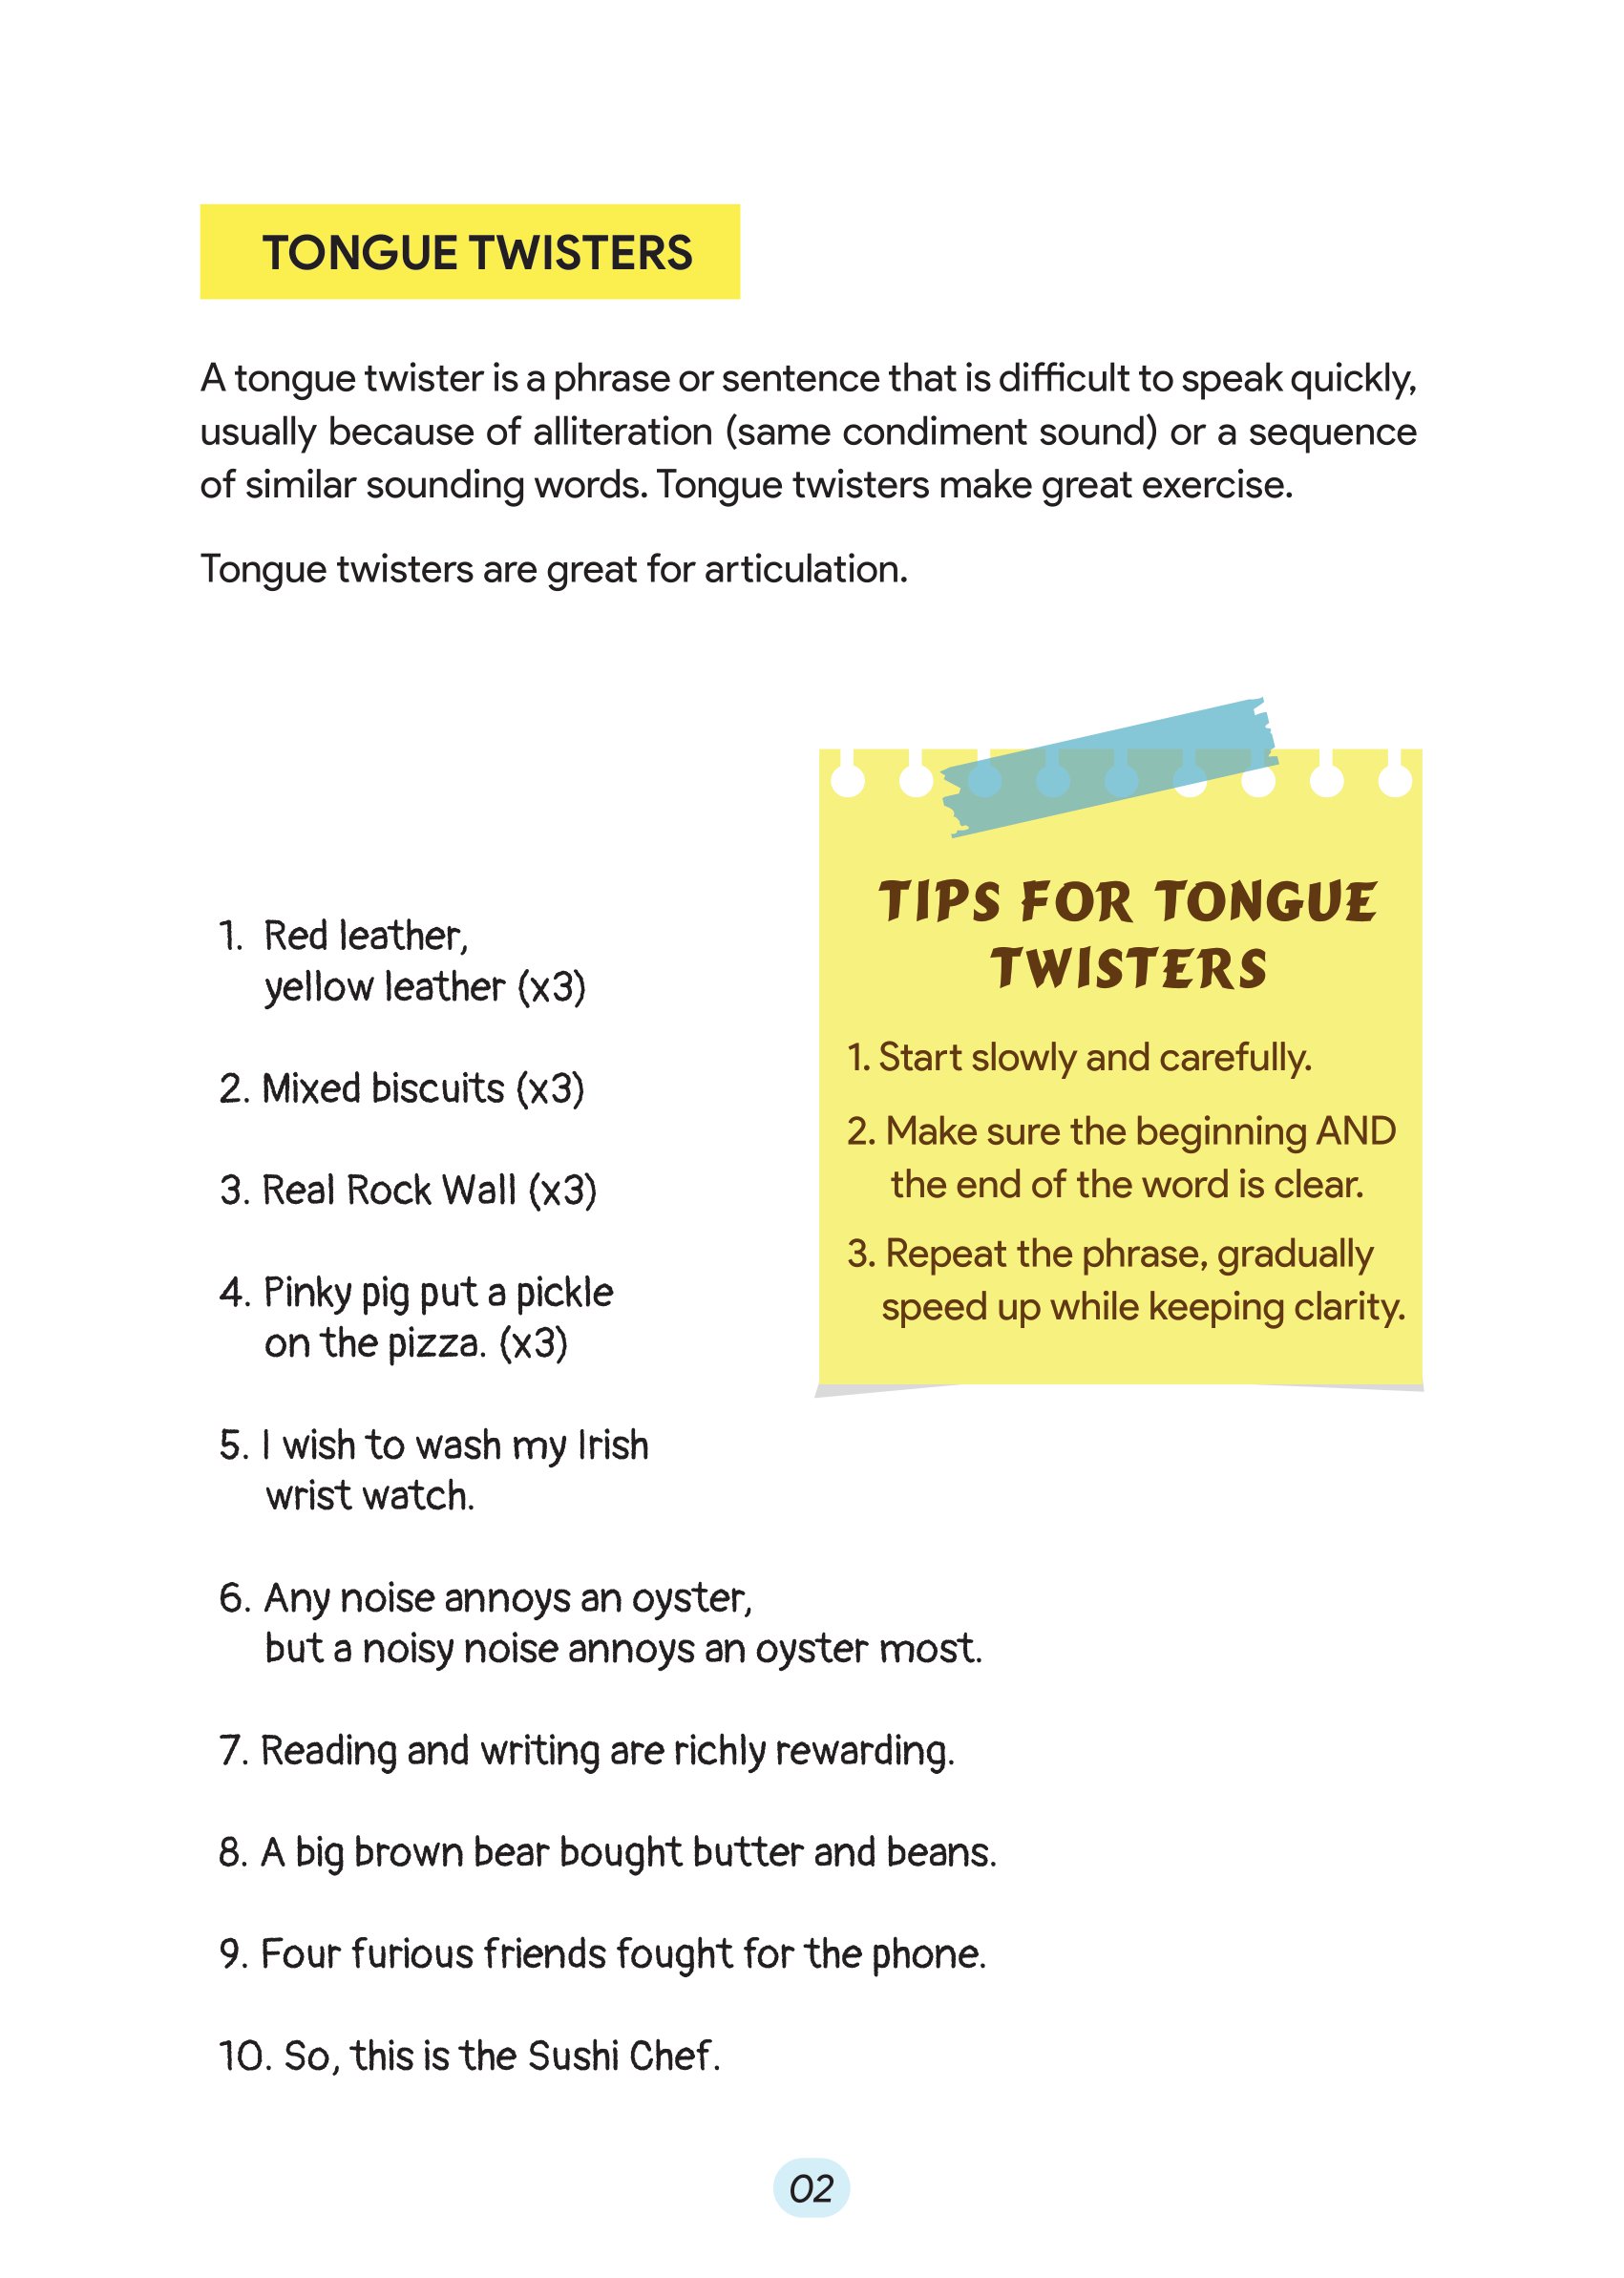 TONGUE TWISTERS
A tongue twister is a phrase or sentence that is difficult to speak quickly,
usually because of alliteration (same condiment sound) or a sequence
of similar sounding words. Tongue twisters make great exercise.
Tongue twisters are great for articulation.
TIPS FOR TONGUE
TWISTERS
1. Start slowly and carefully.
2. Make sure the beginning AND
the end of the word is clear.
3. Repeat the phrase, gradually
speed up while keeping clarity.
1. Red leather,
yellow leather (x3)
2. Mixed biscuits (x3)
3. Real Rock Wall (x3)
4. Pinky pig put a pickle
on the pizza. (x3)
5. I wish to wash my Irish
wrist watch.
6. Any noise annoys an oyster,
but a noisy noise annoys an oyster most.
7. Reading and writing are richly rewarding.
8. A big brown bear bought butter and beans.
9. Four furious friends fought for the phone.
10. So, this is the Sushi Chef.
02